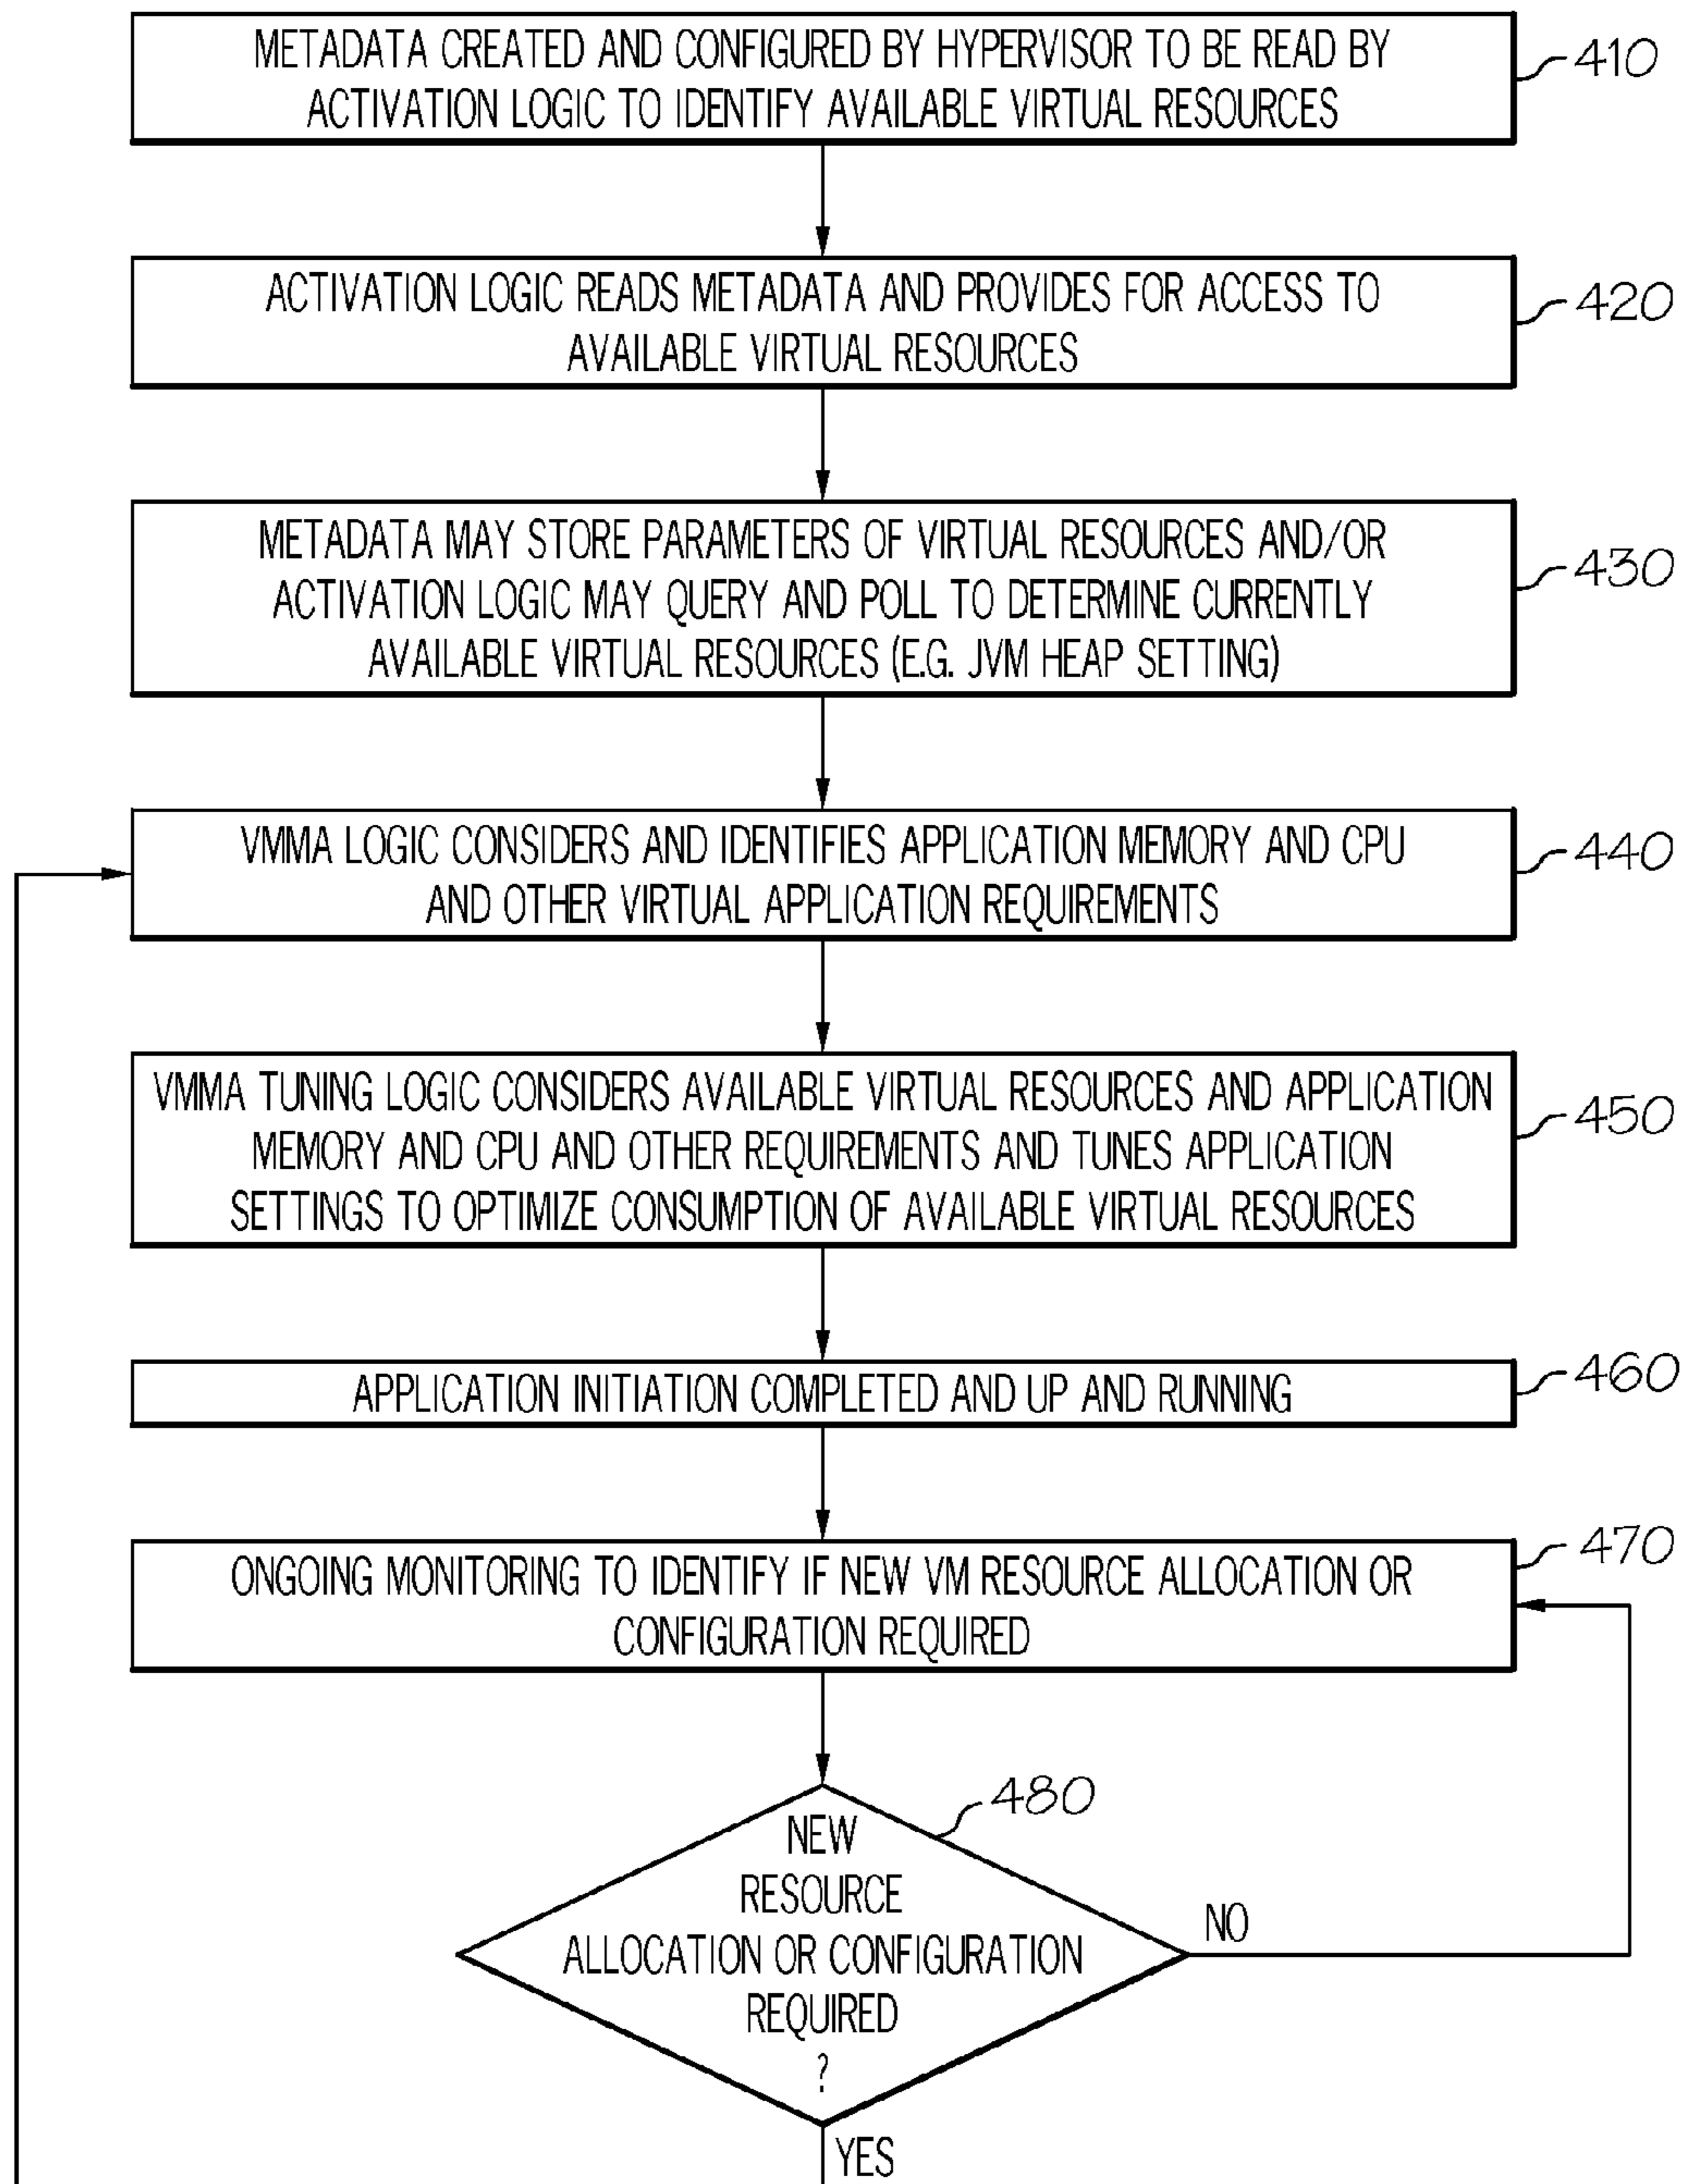 METADATA CREATED AND CONFIGURED BY HYPERVISOR TO BE READ BY
ACTIVATION LOGIC TO IDENTIFY AVAILABLE VIRTUAL RESOURCES
410
ACTIVATION LOGIC READS METADATA AND PROVIDES FOR ACCESS TO
AVAILABLE VIRTUAL RESOURCES
420
METADATA MAY STORE PARAMETERS OF VIRTUAL RESOURCES AND/OR
ACTIVATION LOGIC MAY QUERY AND POLL TO DETERMINE CURRENTLY
AVAILABLE VIRTUAL RESOURCES (E.G. JVM HEAP SETTING)
430
VMMA LOGIC CONSIDERS AND IDENTIFIES APPLICATION MEMORY AND CPU
AND OTHER VIRTUAL APPLICATION REQUIREMENTS
440
VMMA TUNING LOGIC CONSIDERS AVAILABLE VIRTUAL RESOURCES AND APPLICATION
MEMORY AND CPU AND OTHER REQUIREMENTS AND TUNES APPLICATION
SETTINGS TO OPTIMIZE CONSUMPTION OF AVAILABLE VIRTUAL RESOURCES
450
APPLICATION INITIATION COMPLETED AND UP AND RUNNING
460
ONGOING MONITORING TO IDENTIFY IF NEW VM RESOURCE ALLOCATION OR
CONFIGURATION REQUIRED
470
480
NEW
RESOURCE
ALLOCATION OR CONFIGURATION
REQUIRED
?
NO
YES